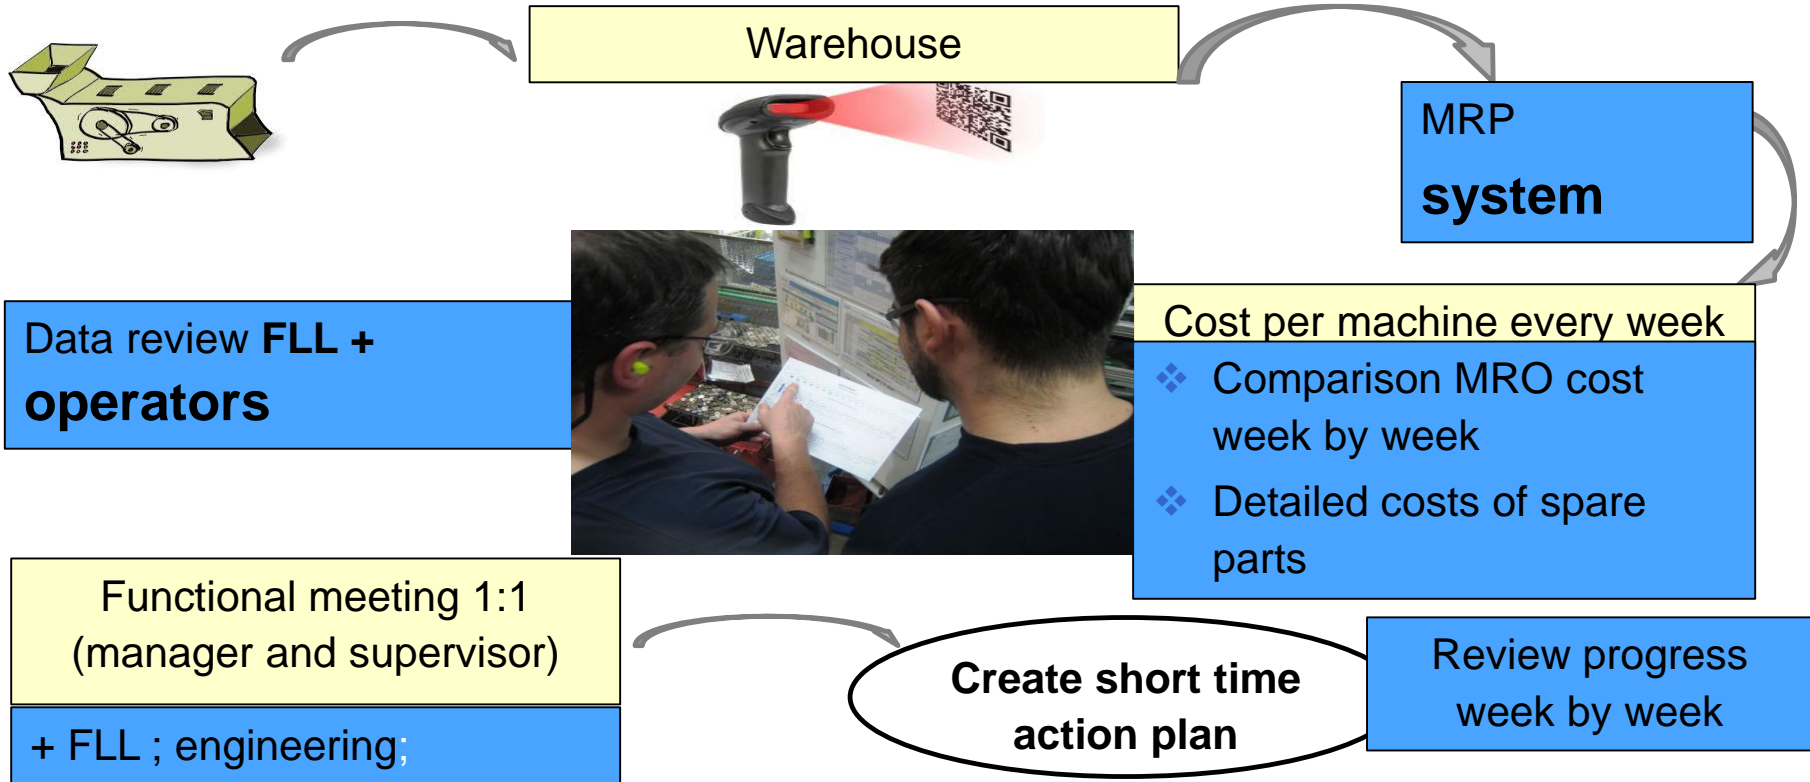 Warehouse
MRP
system
Cost per machine every week
Comparison MRO cost
week by week
Detailed costs of spare
parts
Data review FLL +
operators
Functional meeting 1:1
(manager and supervisor)
+ FLL ; engineering;
Create short time
action plan
Review progress
week by week